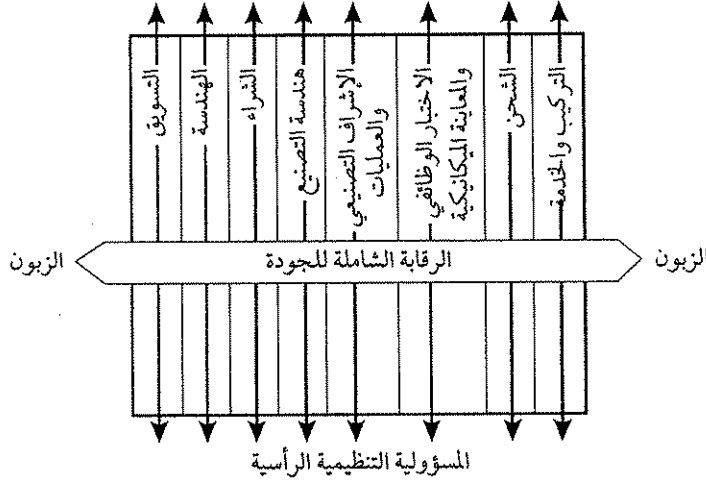 التسويق
الهندسة
الشراء
هندسة التصنيع
الإشراف التصنيعي
والعمليات
الاختبار الوظائفي
والمعاينة الميكانيكية
الشحن
التركيب والخدمة
الزبون
الرقابة الشاملة للجودة
الزبون
المسؤولية التنظيمية الرأسية